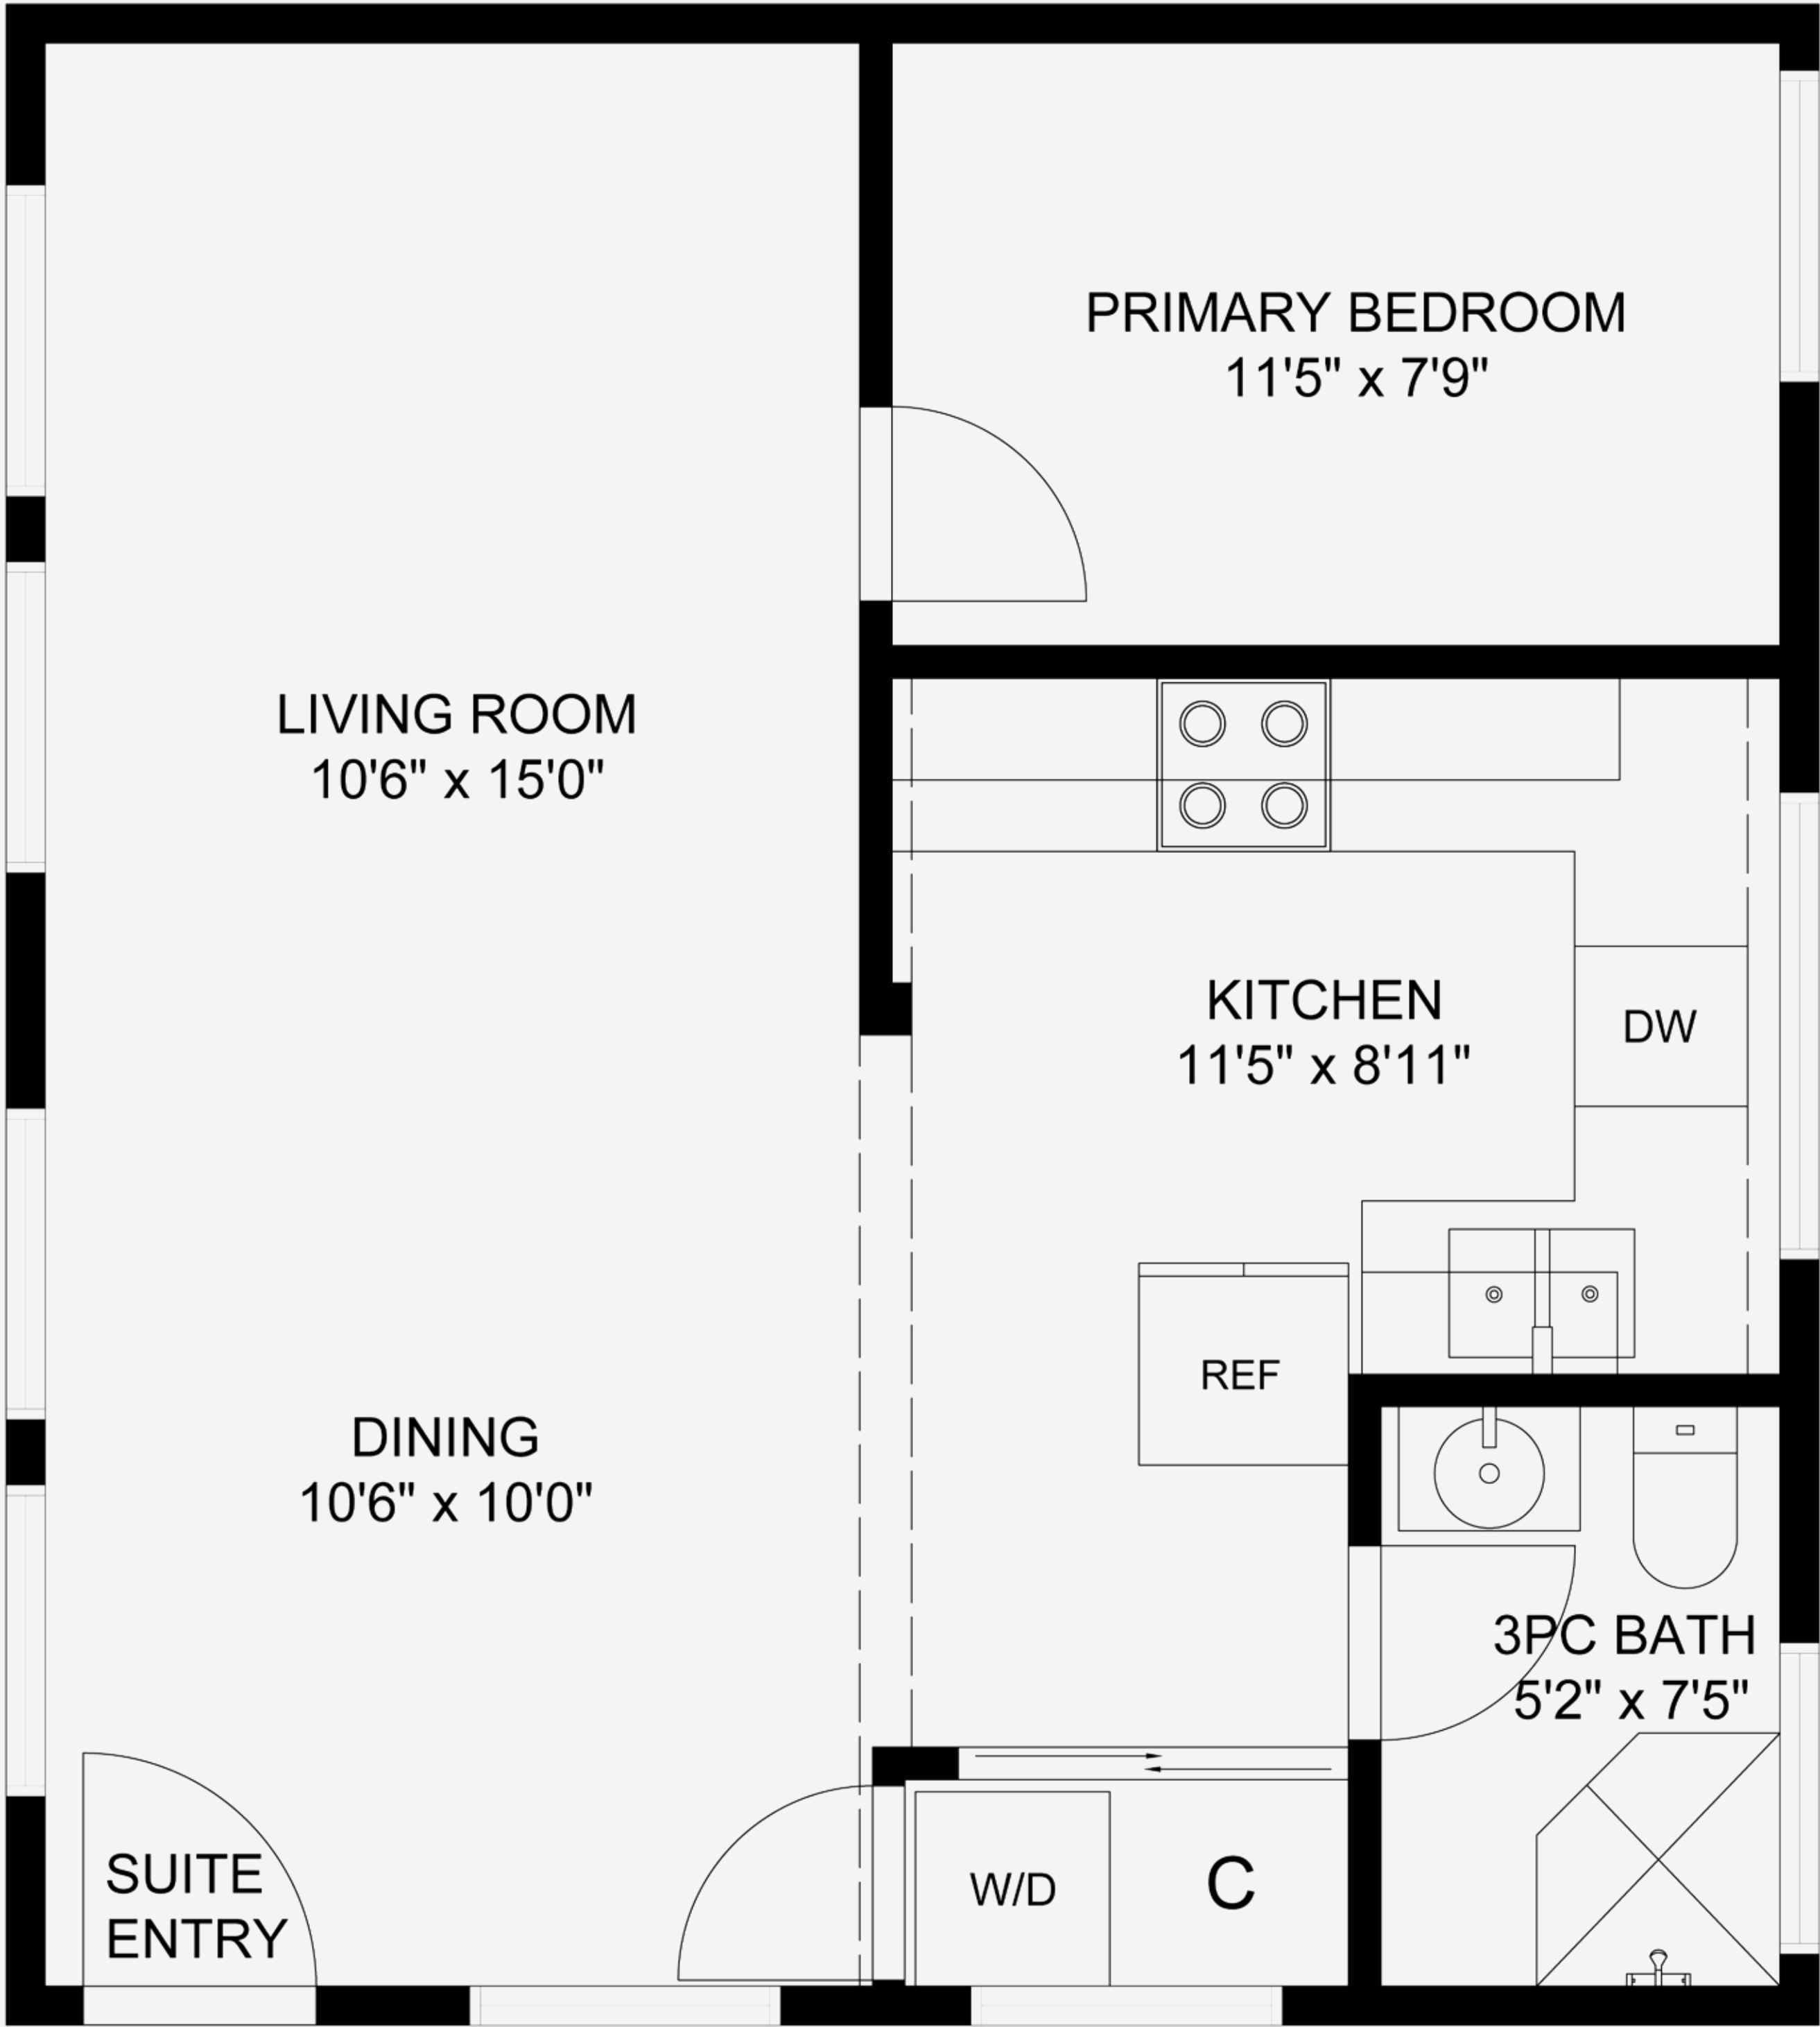 PRIMARY BEDROOM
11'5" x 7'9"
LIVING ROOM
10'6" x 15'0"
KITCHEN
11'5" x 8'11"
DW
REF
DINING
10'6" x 10'0"
3PC BATH
5'2" x 7'5"
SUITE
ENTRY
W/D
C